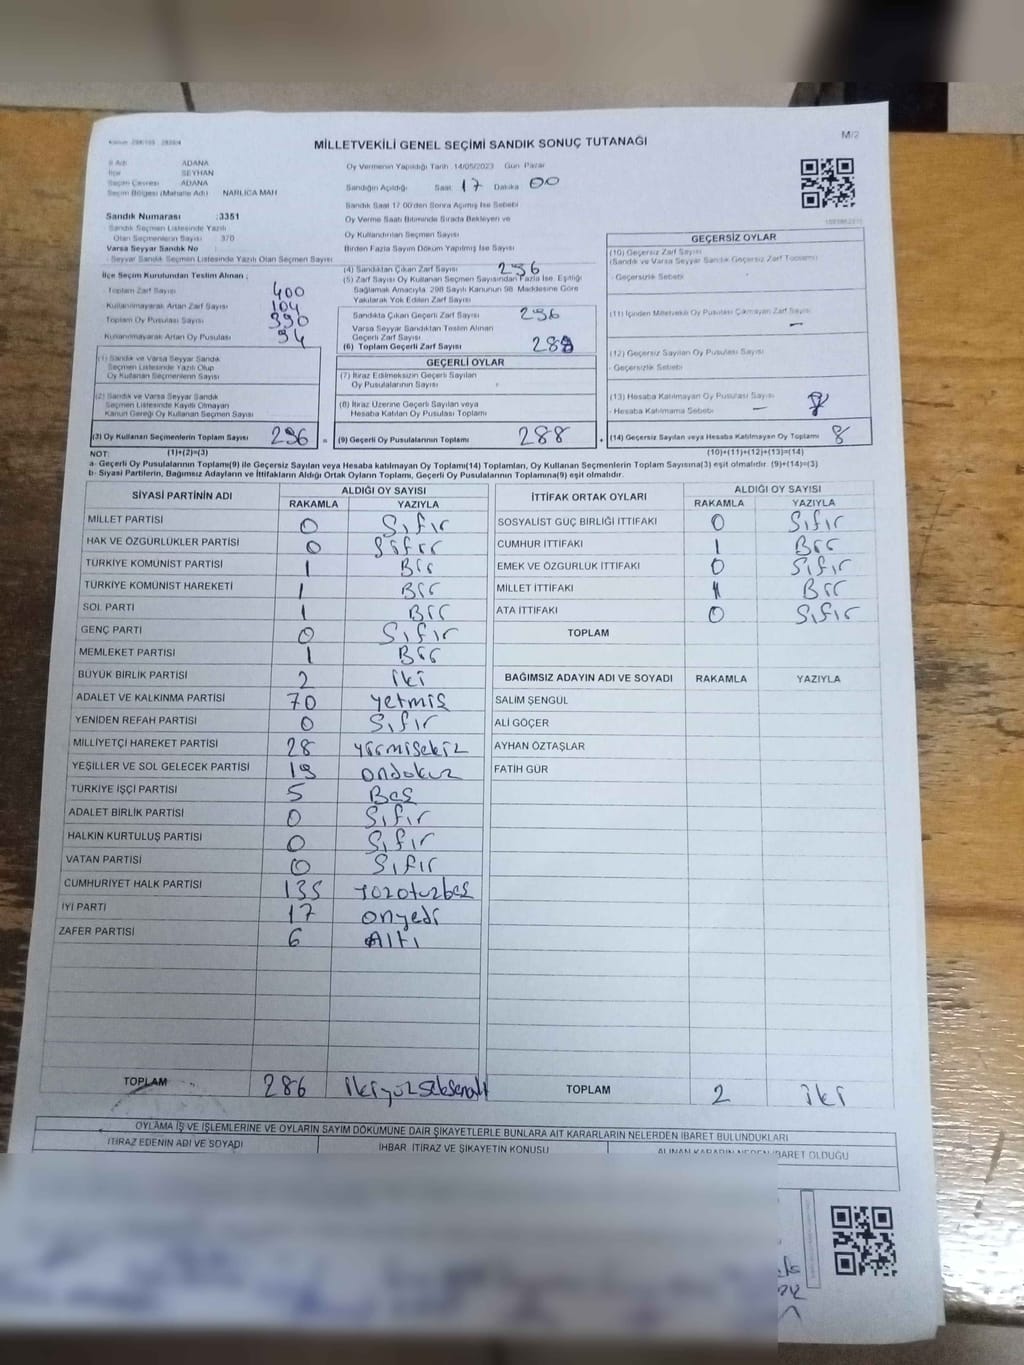 MİLLETVEKİLİ GENEL SEÇİMİ SANDIK SONUÇ TUTANAĞI
M/2
İl Adı ADANA
İlçe SEYHAN
Seçim Çevresi ADANA
Seçim Bölgesi (Mahalle Adı) NARLICA MAH
Oy Vermenin Yapıldığı Tarih 14/05/2023 Gün Pazar
Sandığın Açıldığı Saat 17 Dakika 00
Sandık Saat 17.00'den Sonra Açılmış İse Sebebi
Oy Verme Saati Bitiminde Sırada Bekleyen ve
Oy Kullandırılan Seçmen Sayısı
Birden Fazla Sayım Döküm Yapılmış İse Sayısı
Sandık Numarası :3351
Sandık Seçmen Listesinde Yazılı
Olan Seçmenlerin Sayısı : 370
Varsa Seyyar Sandık No
- Seyyar Sandık Seçmen Listesinde Yazılı Olan Seçmen Sayısı
İlçe Seçim Kurulundan Teslim Alınan ;
- Toplam Zarf Sayısı 400
Kullanılmayarak Artan Zarf Sayısı 104
Toplam Oy Pusulası Sayısı 390
Kullanılmayarak Artan Oy Pusulası 94
(1) Sandık ve Varsa Seyyar Sandık
Seçmen Listesinde Yazılı Olup
Oy Kullanan Seçmenlerin Sayısı
(2) Sandık ve Varsa Seyyar Sandık
Seçmen Listesinde Kayıtlı Olmayan
Kanun Gereği Oy Kullanan Seçmen Sayısı
(3) Oy Kullanan Seçmenlerin Toplam Sayısı 296 =
(4) Sandıktan Çıkan Zarf Sayısı 296
(5) Zarf Sayısı Oy Kullanan Seçmen Sayısından Fazla İse, Eşitliği
Sağlamak Amacıyla, 298 Sayılı Kanunun 98. Maddesine Göre
Yakılarak Yok Edilen Zarf Sayısı
Sandıkta Çıkan Geçerli Zarf Sayısı 296
Varsa Seyyar Sandıktan Teslim Alınan
Geçerli Zarf Sayısı
(6) Toplam Geçerli Zarf Sayısı 288
GEÇERLİ OYLAR
(7) İtiraz Edilmeksizin Geçerli Sayılan
Oy Pusulalarının Sayısı
(8) İtiraz Üzerine Geçerli Sayılan veya
Hesaba Katılan Oy Pusulası Toplamı
(9) Geçerli Oy Pusulalarının Toplamı 288 +
GEÇERSİZ OYLAR
(10) Geçersiz Zarf Sayısı
(Sandık ve Varsa Seyyar Sandık Geçersiz Zarf Toplamı)
- Geçersizlik Sebebi
(11) İçinden Milletvekili Oy Pusulası Çıkmayan Zarf Sayısı
—
(12) Geçersiz Sayılan Oy Pusulası Sayısı
- Geçersizlik Sebebi
(13) Hesaba Katılmayan Oy Pusulası Sayısı 8
- Hesaba Katılmama Sebebi —
(14) Geçersiz Sayılan veya Hesaba Katılmayan Oy Toplamı 8
NOT: (1)+(2)=(3) (10)+(11)+(12)+(13)=(14)
a- Geçerli Oy Pusulalarının Toplamı(9) ile Geçersiz Sayılan veya Hesaba katılmayan Oy Toplamı(14) Toplamları, Oy Kullanan Seçmenlerin Toplam Sayısına(3) eşit olmalıdır. (9)+(14)=(3)
b- Siyasi Partilerin, Bağımsız Adayların ve İttifakların Aldığı Ortak Oyların Toplamı, Geçerli Oy Pusulalarının Toplamına(9) eşit olmalıdır.
SİYASİ PARTİNİN ADI ALDIĞI OY SAYISI
RAKAMLA YAZIYLA
MİLLET PARTİSİ 0 Sıfır
HAK VE ÖZGÜRLÜKLER PARTİSİ 0 Sıfır
TÜRKİYE KOMÜNİST PARTİSİ 1 Bir
TÜRKİYE KOMÜNİST HAREKETİ 1 Bir
SOL PARTİ 1 Bir
GENÇ PARTİ 0 Sıfır
MEMLEKET PARTİSİ 1 Bir
BÜYÜK BİRLİK PARTİSİ 2 iki
ADALET VE KALKINMA PARTİSİ 70 yetmiş
YENİDEN REFAH PARTİSİ 0 Sıfır
MİLLİYETÇİ HAREKET PARTİSİ 28 yirmisekiz
YEŞİLLER VE SOL GELECEK PARTİSİ 19 ondokuz
TÜRKİYE İŞÇİ PARTİSİ 5 Beş
ADALET BİRLİK PARTİSİ 0 Sıfır
HALKIN KURTULUŞ PARTİSİ 0 Sıfır
VATAN PARTİSİ 0 Sıfır
CUMHURİYET HALK PARTİSİ 135 yüzotuzbeş
İYİ PARTİ 17 onyedi
ZAFER PARTİSİ 6 Altı
TOPLAM 286 ikiyüzseksenaltı
İTTİFAK ORTAK OYLARI ALDIĞI OY SAYISI
RAKAMLA YAZIYLA
SOSYALİST GÜÇ BİRLİĞİ İTTİFAKI 0 Sıfır
CUMHUR İTTİFAKI 1 Bir
EMEK VE ÖZGÜRLÜK İTTİFAKI 0 Sıfır
MİLLET İTTİFAKI 1 Bir
ATA İTTİFAKI 0 Sıfır
TOPLAM
BAĞIMSIZ ADAYIN ADI VE SOYADI RAKAMLA YAZIYLA
SALİM ŞENGÜL
ALİ GÖÇER
AYHAN ÖZTAŞLAR
FATİH GÜR
TOPLAM 2 iki
OYLAMA İŞ VE İŞLEMLERİNE VE OYLARIN SAYIM DÖKÜMÜNE DAİR ŞİKAYETLERLE BUNLARA AİT KARARLARIN NELERDEN İBARET BULUNDUKLARI
İTİRAZ EDENİN ADI VE SOYADI İHBAR İTİRAZ VE ŞİKAYETİN KONUSU ALINAN KARARIN NEDEN İBARET OLDUĞU